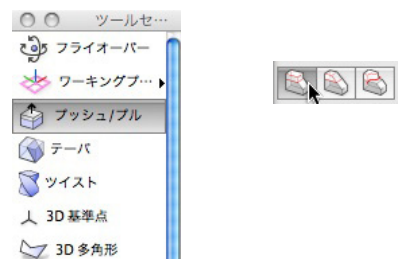 ツールセ…
フライオーバー
ワーキングプ…
プッシュ/プル
テーパ
ツイスト
3D 基準点
3D 多角形